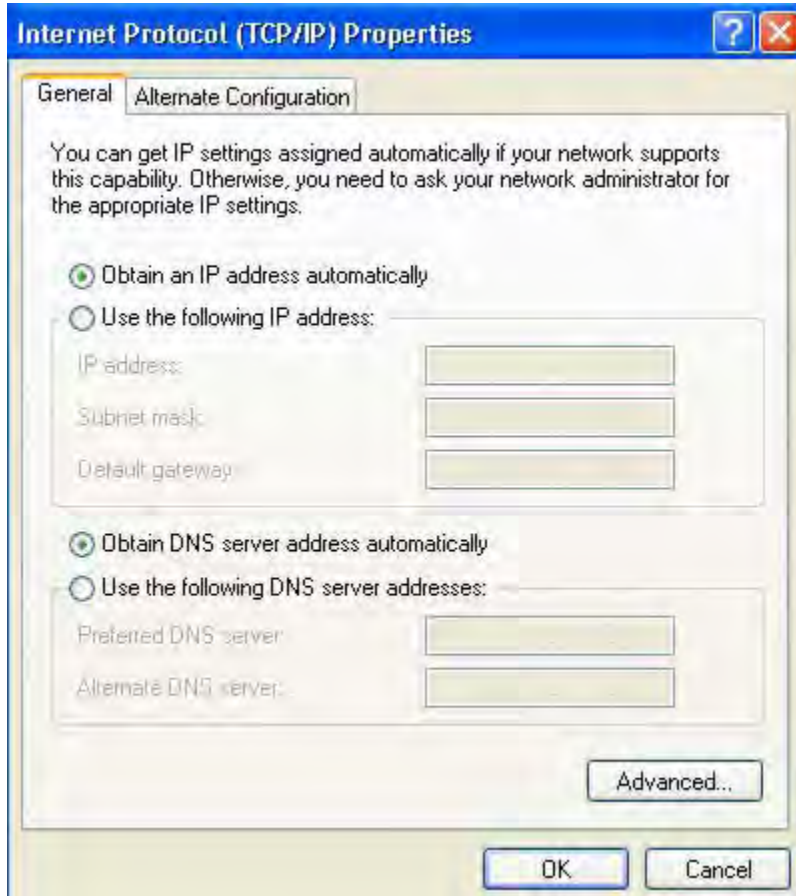 Internet Protocol (TCP/IP) Properties
General
Alternate Configuration
You can get IP settings assigned automatically if your network supports
this capability. Otherwise, you need to ask your network administrator for
the appropriate IP settings.
Obtain an IP address automatically
Use the following IP address:
IP address:
Subnet mask:
Default gateway:
Obtain DNS server address automatically
Use the following DNS server addresses:
Preferred DNS server:
Alternate DNS server:
Advanced...
OK
Cancel